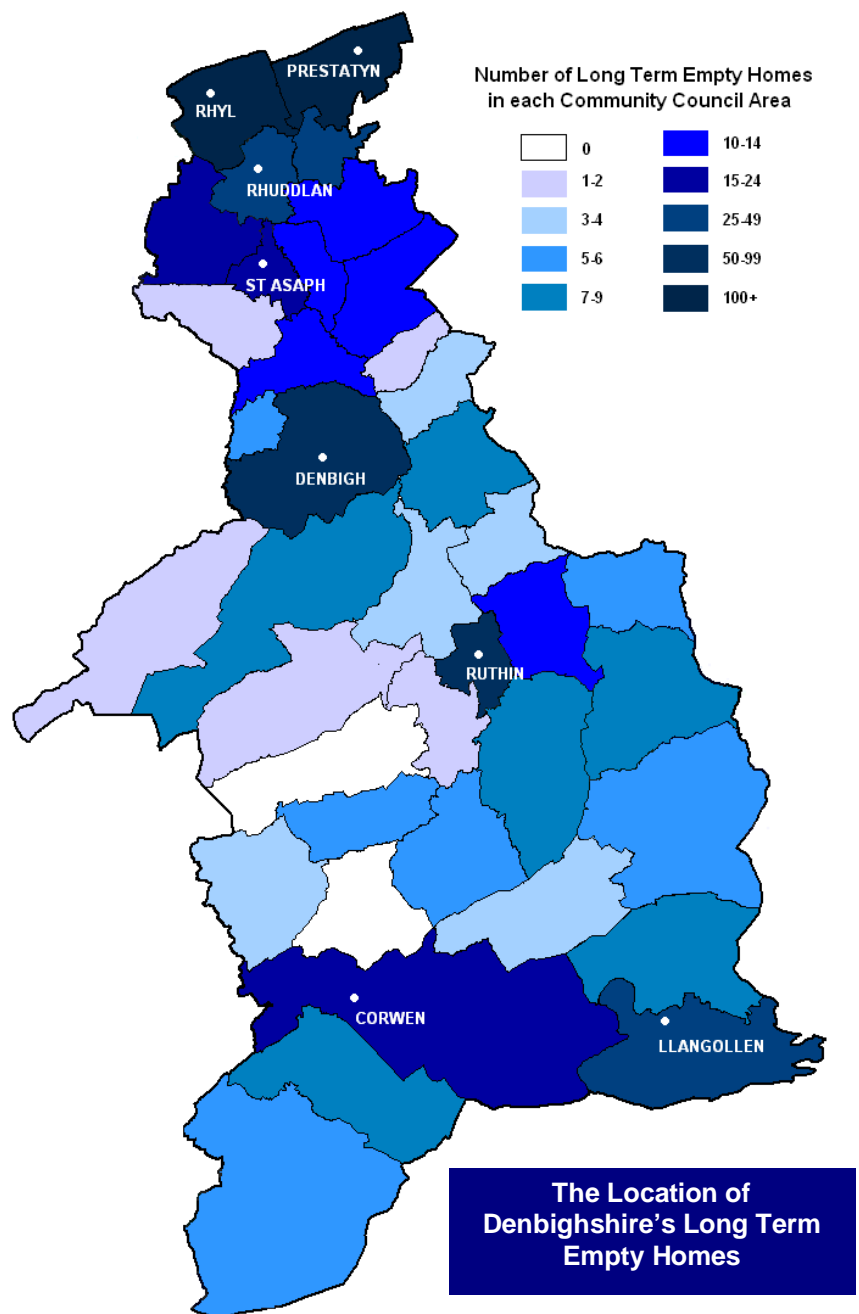 PRESTATYN
RHYL
RHUDDLAN
ST ASAPH
DENBIGH
RUTHIN
CORWEN
LLANGOLLEN
Number of Long Term Empty Homes
in each Community Council Area
0
1-2
3-4
5-6
7-9
10-14
15-24
25-49
50-99
100+
The Location of
Denbighshire's Long Term
Empty Homes